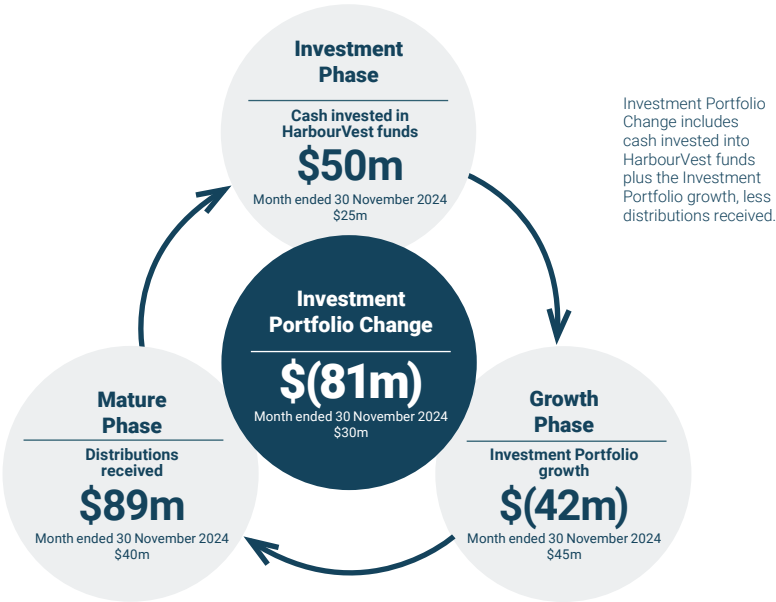 Investment
Phase
Cash invested in
HarbourVest funds
$50m
Month ended 30 November 2024
$25m
Investment Portfolio
Change includes
cash invested into
HarbourVest funds
plus the Investment
Portfolio growth, less
distributions received.
Investment
Portfolio Change
$(81m)
Month ended 30 November 2024
$30m
Mature
Phase
Distributions
received
$89m
Month ended 30 November 2024
$40m
Growth
Phase
Investment Portfolio
growth
$(42m)
Month ended 30 November 2024
$45m